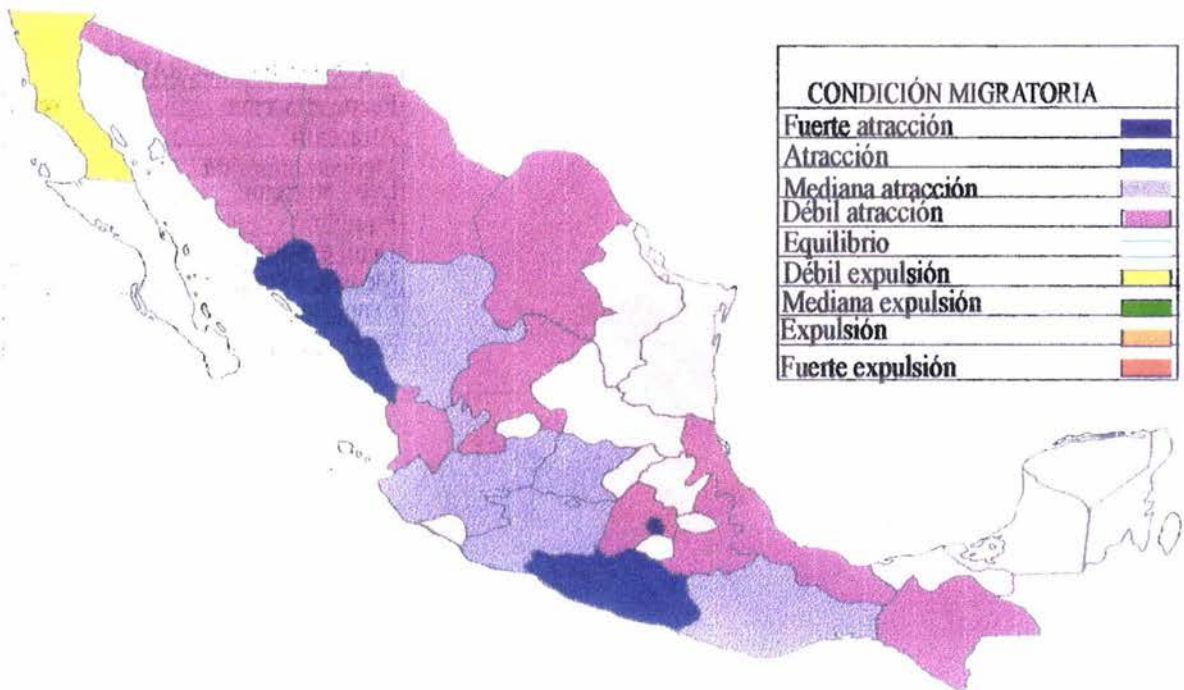 CONDICIÓN MIGRATORIA
Fuerte atracción
Atracción
Mediana atracción
Débil atracción
Equilibrio
Débil expulsión
Mediana expulsión
Expulsión
Fuerte expulsión